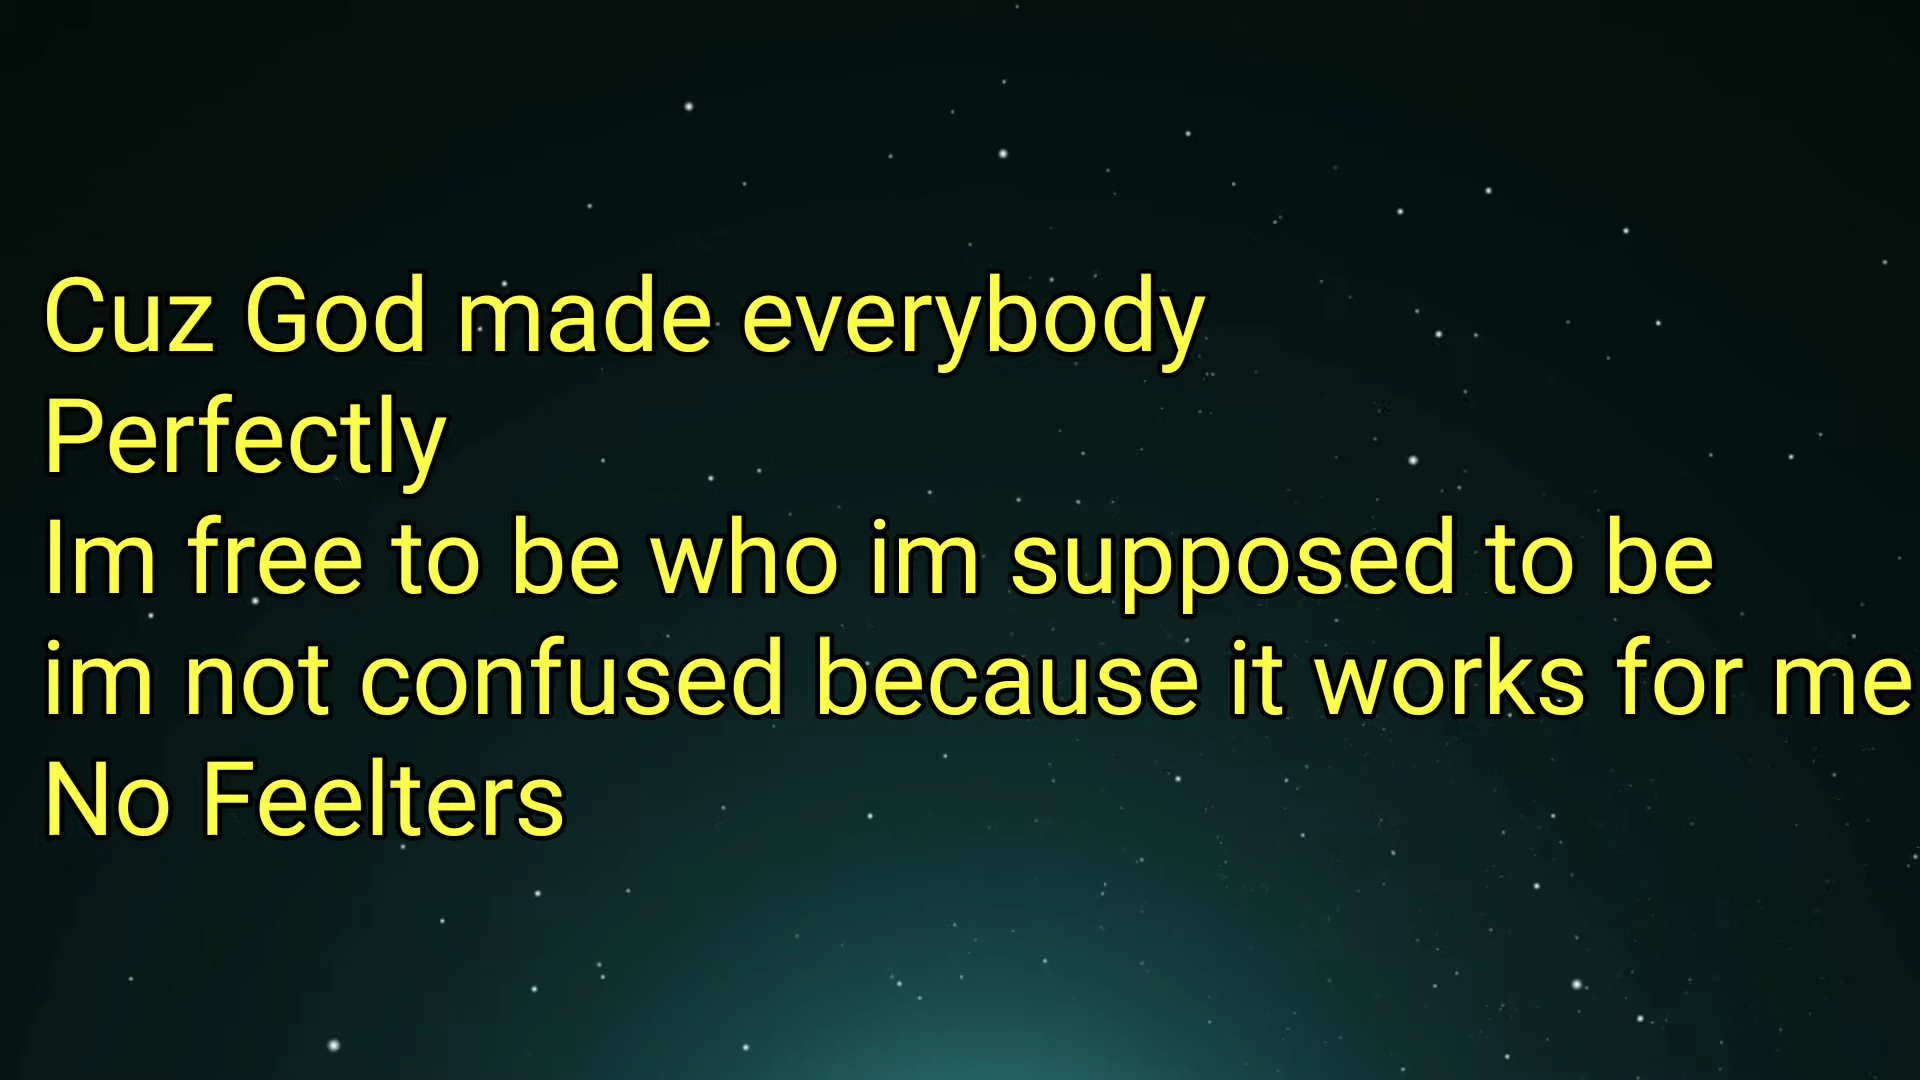 Cuz God made everybody
Perfectly
Im free to be who im supposed to be
im not confused because it works for me
No Feelters